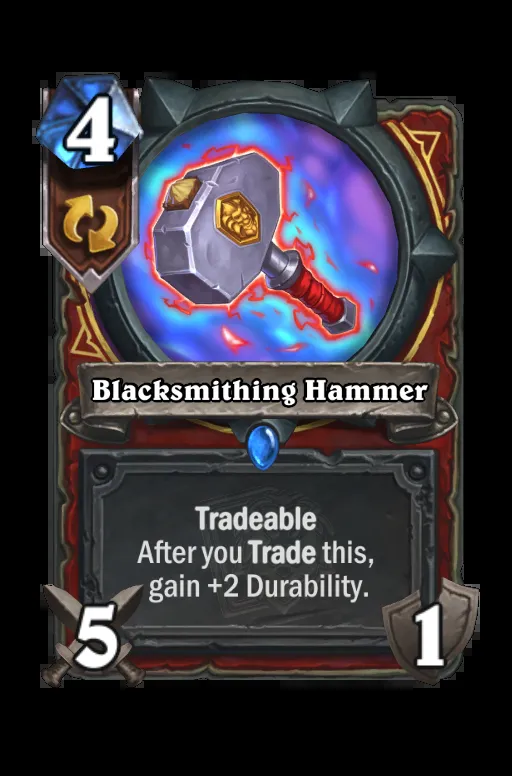 4
Blacksmithing Hammer
Tradeable
After you Trade this,
gain +2 Durability.
5
1